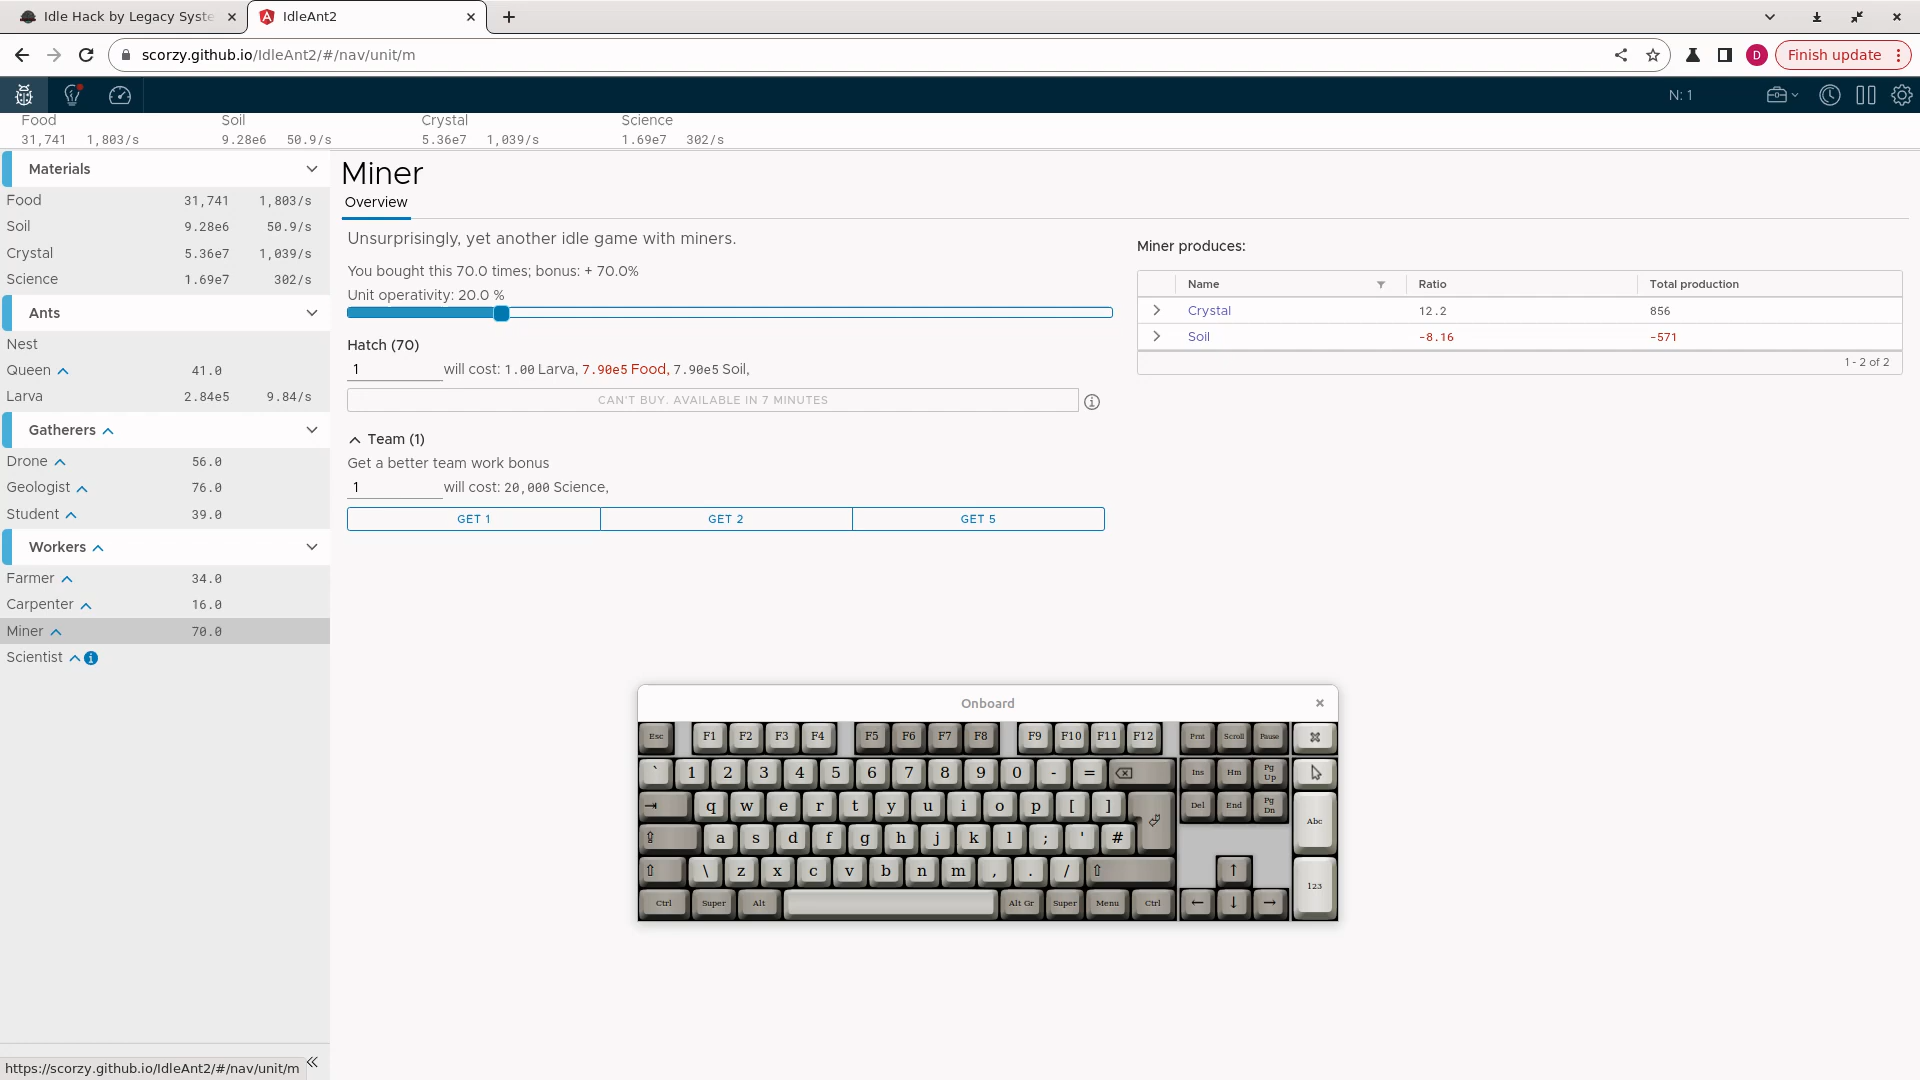 Idle Hack by Legacy Syste
IdleAnt2
scorzy.github.io/IdleAnt2/#/nav/unit/m
D
Finish update
N: 1
Food Soil Crystal Science
31,741 1,803/s 9.28e6 50.9/s 5.36e7 1,039/s 1.69e7 302/s
Materials
Food 31,741 1,803/s
Soil 9.28e6 50.9/s
Crystal 5.36e7 1,039/s
Science 1.69e7 302/s
Ants
Nest
Queen 41.0
Larva 2.84e5 9.84/s
Gatherers
Drone 56.0
Geologist 76.0
Student 39.0
Workers
Farmer 34.0
Carpenter 16.0
Miner 70.0
Scientist
https://scorzy.github.io/IdleAnt2/#/nav/unit/m
Miner
Overview
Unsurprisingly, yet another idle game with miners.
You bought this 70.0 times; bonus: + 70.0%
Unit operativity: 20.0 %
Hatch (70)
1 will cost: 1.00 Larva, 7.90e5 Food, 7.90e5 Soil,
CAN'T BUY. AVAILABLE IN 7 MINUTES
Team (1)
Get a better team work bonus
1 will cost: 20,000 Science,
GET 1 GET 2 GET 5
Miner produces:
Name Ratio Total production
Crystal 12.2 856
Soil -8.16 -571
1 - 2 of 2
Onboard
Esc F1 F2 F3 F4 F5 F6 F7 F8 F9 F10 F11 F12 Prnt Scroll Pause
` 1 2 3 4 5 6 7 8 9 0 - = Ins Hm Pg Up
q w e r t y u i o p [ ] Del End Pg Dn Abc
a s d f g h j k l ; ' #
\ z x c v b n m , . / 123
Ctrl Super Alt Alt Gr Super Menu Ctrl